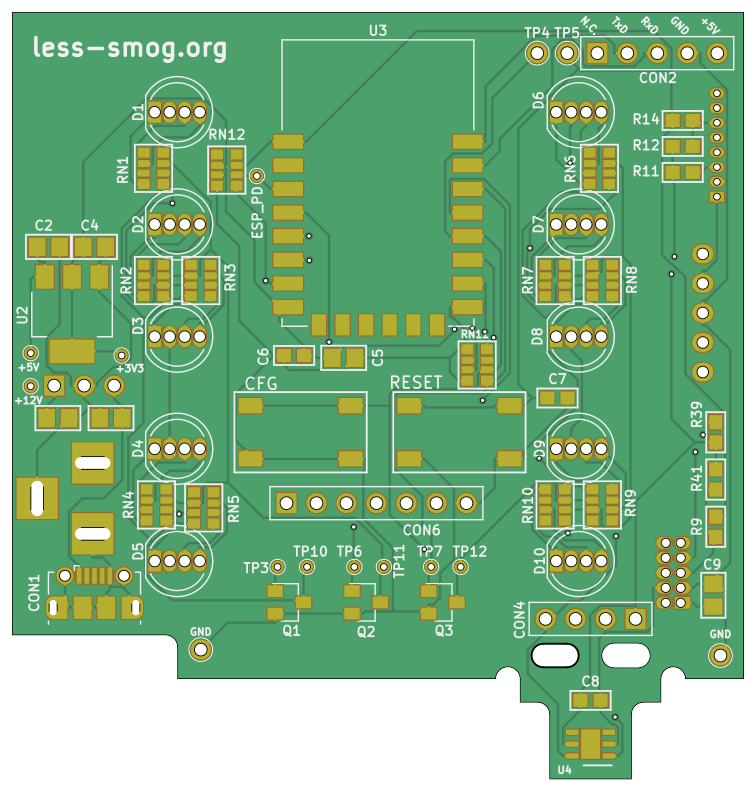 less-smog.org
U3
TP4
TP5
N.C.
TxD
RxD
GND
+5V
CON2
D1
D6
R14
R12
R11
RN12
RN1
RN6
ESP_PD
D2
D7
C2
C4
RN2
RN3
RN7
RN8
U2
D3
D8
RN11
+5V
+3V3
C6
C5
+12V
CFG
RESET
C7
R39
D4
D9
R41
RN4
RN5
RN10
RN9
R9
CON6
D5
D10
TP3
TP10
TP6
TP11
TP7
TP12
C9
CON1
Q1
Q2
Q3
CON4
GND
GND
C8
U4